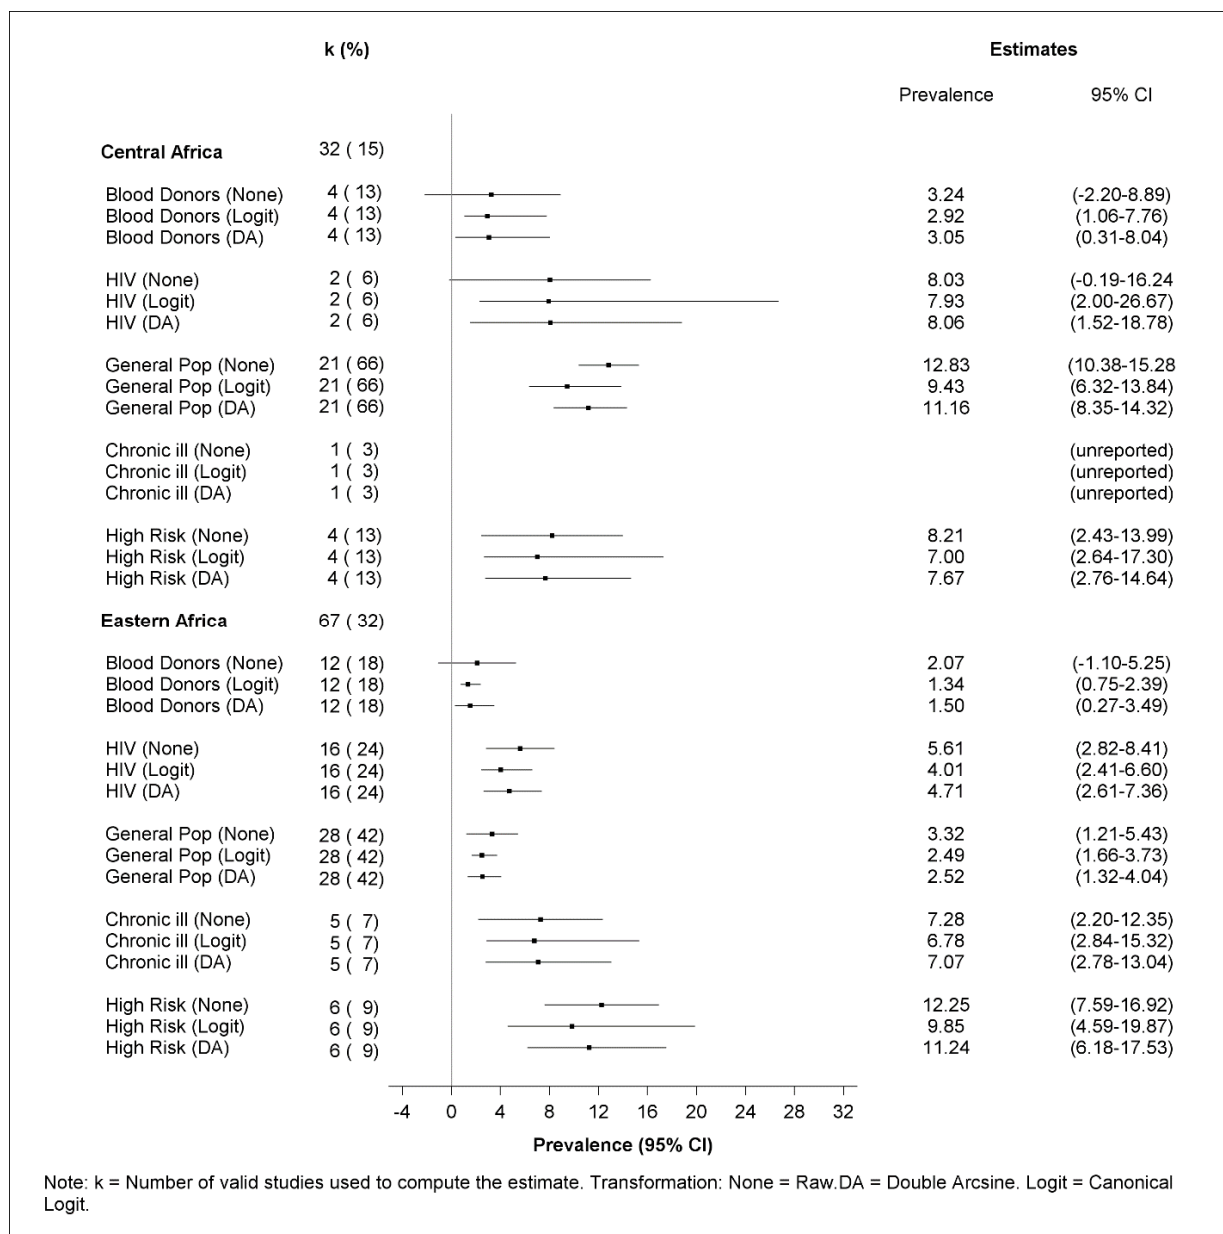 k (%) Estimates
Prevalence 95% CI
Central Africa 32 ( 15)
Blood Donors (None) 4 ( 13) 3.24 (-2.20-8.89)
Blood Donors (Logit) 4 ( 13) 2.92 (1.06-7.76)
Blood Donors (DA) 4 ( 13) 3.05 (0.31-8.04)
HIV (None) 2 ( 6) 8.03 (-0.19-16.24
HIV (Logit) 2 ( 6) 7.93 (2.00-26.67)
HIV (DA) 2 ( 6) 8.06 (1.52-18.78)
General Pop (None) 21 ( 66) 12.83 (10.38-15.28
General Pop (Logit) 21 ( 66) 9.43 (6.32-13.84)
General Pop (DA) 21 ( 66) 11.16 (8.35-14.32)
Chronic ill (None) 1 ( 3) (unreported)
Chronic ill (Logit) 1 ( 3) (unreported)
Chronic ill (DA) 1 ( 3) (unreported)
High Risk (None) 4 ( 13) 8.21 (2.43-13.99)
High Risk (Logit) 4 ( 13) 7.00 (2.64-17.30)
High Risk (DA) 4 ( 13) 7.67 (2.76-14.64)
Eastern Africa 67 ( 32)
Blood Donors (None) 12 ( 18) 2.07 (-1.10-5.25)
Blood Donors (Logit) 12 ( 18) 1.34 (0.75-2.39)
Blood Donors (DA) 12 ( 18) 1.50 (0.27-3.49)
HIV (None) 16 ( 24) 5.61 (2.82-8.41)
HIV (Logit) 16 ( 24) 4.01 (2.41-6.60)
HIV (DA) 16 ( 24) 4.71 (2.61-7.36)
General Pop (None) 28 ( 42) 3.32 (1.21-5.43)
General Pop (Logit) 28 ( 42) 2.49 (1.66-3.73)
General Pop (DA) 28 ( 42) 2.52 (1.32-4.04)
Chronic ill (None) 5 ( 7) 7.28 (2.20-12.35)
Chronic ill (Logit) 5 ( 7) 6.78 (2.84-15.32)
Chronic ill (DA) 5 ( 7) 7.07 (2.78-13.04)
High Risk (None) 6 ( 9) 12.25 (7.59-16.92)
High Risk (Logit) 6 ( 9) 9.85 (4.59-19.87)
High Risk (DA) 6 ( 9) 11.24 (6.18-17.53)
-4 0 4 8 12 16 20 24 28 32
Prevalence (95% CI)
Note: k = Number of valid studies used to compute the estimate. Transformation: None = Raw.DA = Double Arcsine. Logit = Canonical
Logit.